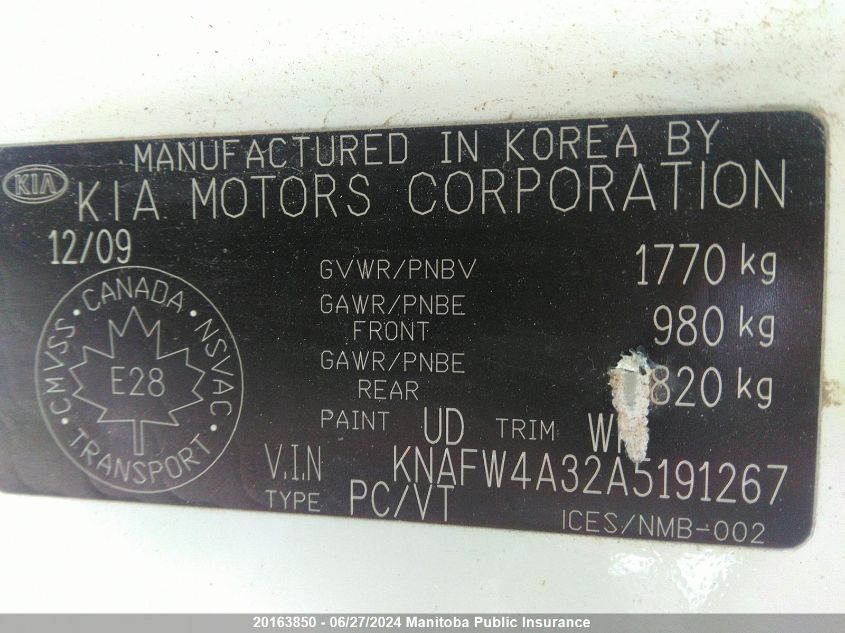 MANUFACTURED IN KOREA BY
KIA
KIA MOTORS CORPORATION
12/09
GVWR/PNBV 1770 kg
GAWR/PNBE FRONT 980 kg
GAWR/PNBE REAR 820 kg
CMVSS · CANADA · NSVAC · TRANSPORT ·
E28
PAINT UD TRIM
V.I.N KNAFW4A32A5191267
TYPE PC/VT
ICES/NMB-002
20163850 - 06/27/2024 Manitoba Public Insurance